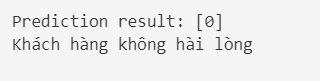 Prediction result: [0]
Khách hàng không hài lòng